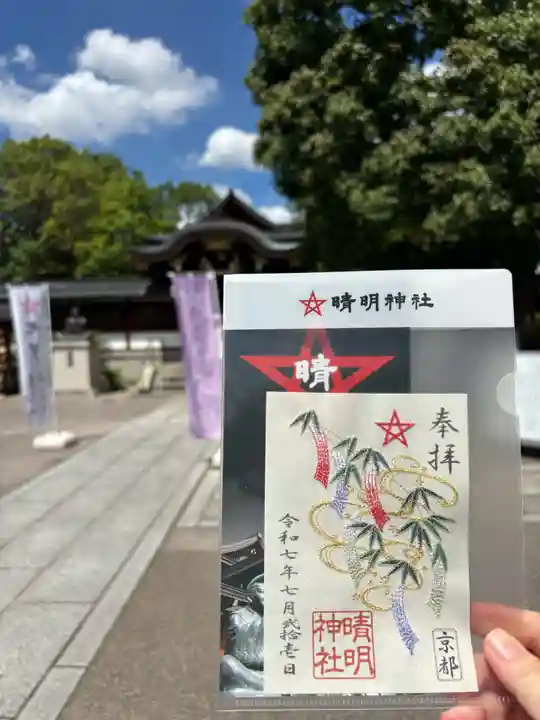 晴明神社
晴
奉拝
令和七年七月弐拾壱日
晴明
神社
京都